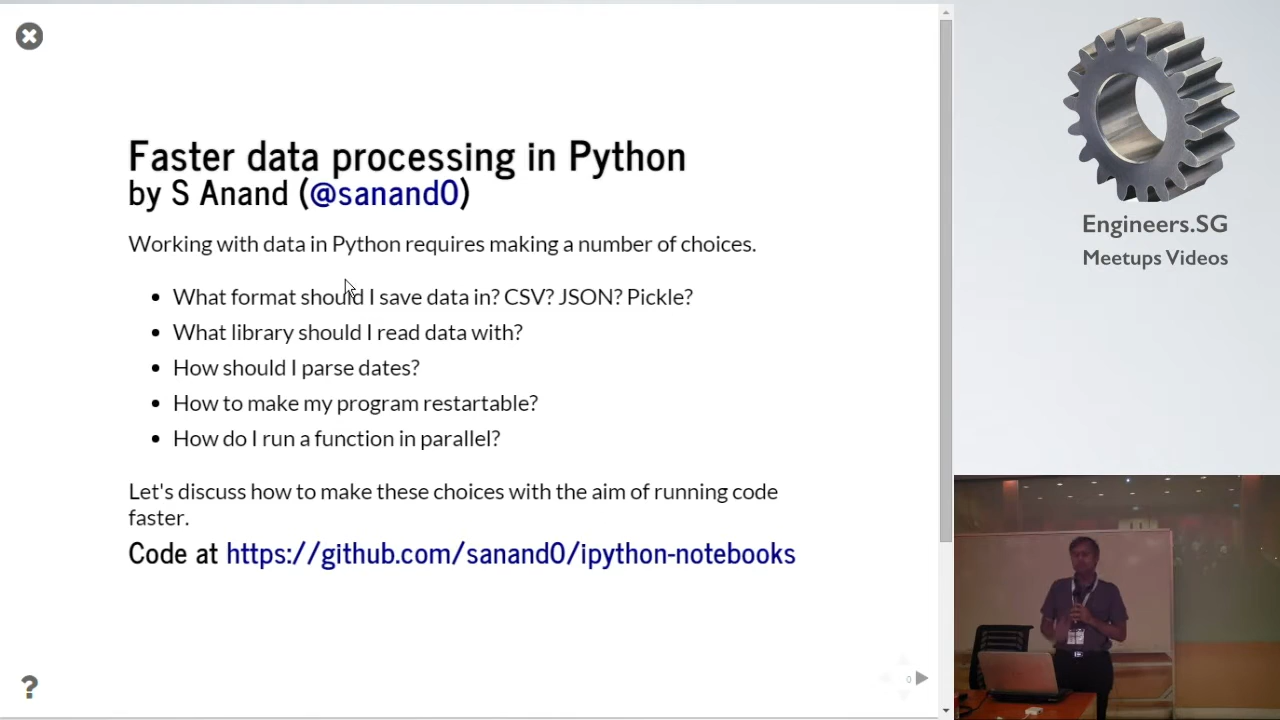 Faster data processing in Python
by S Anand (@sanand0)
Working with data in Python requires making a number of choices.
What format should I save data in? CSV? JSON? Pickle?
What library should I read data with?
How should I parse dates?
How to make my program restartable?
How do I run a function in parallel?
Let's discuss how to make these choices with the aim of running code
faster.
Code at https://github.com/sanand0/ipython-notebooks
?
0
Engineers.SG
Meetups Videos